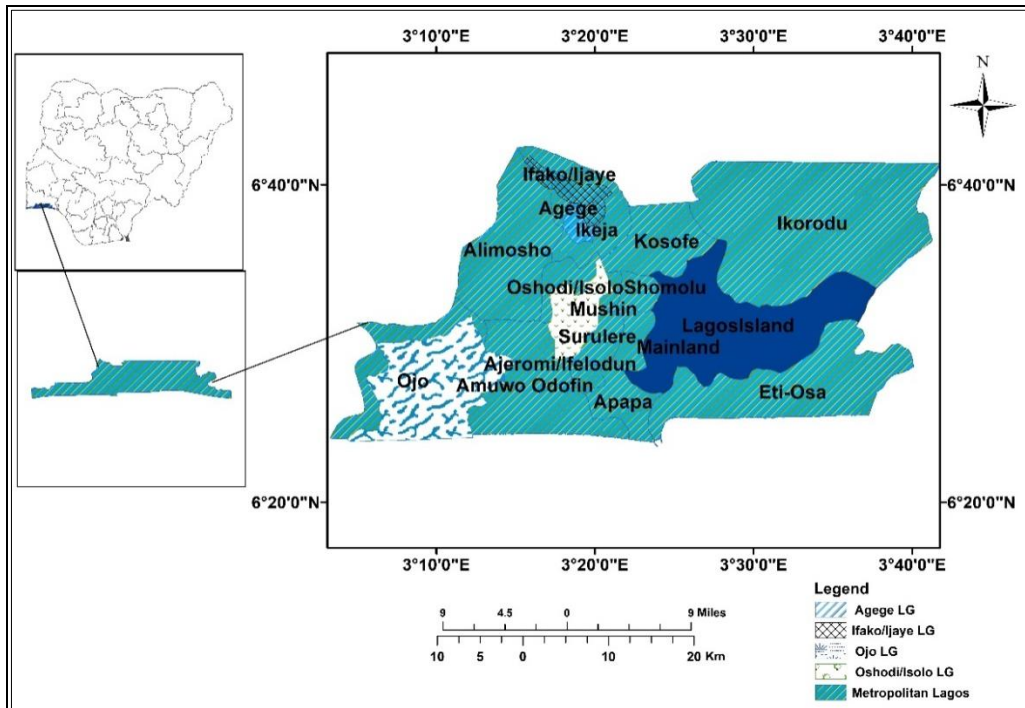 3°10'0"E 3°20'0"E 3°30'0"E 3°40'0"E
N
6°40'0"N 6°40'0"N
Ifako/Ijaye
Agege
Ikeja
Ikorodu
Kosofe
Alimosho
Oshodi/Isolo Shomolu
Mushin
LagosIsland
Surulere
Mainland
Ajeromi/Ifelodun
Ojo
Amuwo Odofin
Eti-Osa
Apapa
6°20'0"N 6°20'0"N
3°10'0"E 3°20'0"E 3°30'0"E 3°40'0"E
Legend
Agege LG
Ifako/Ijaye LG
Ojo LG
Oshodi/Isolo LG
Metropolitan Lagos
9 4.5 0 9 Miles
10 5 0 10 20 Km